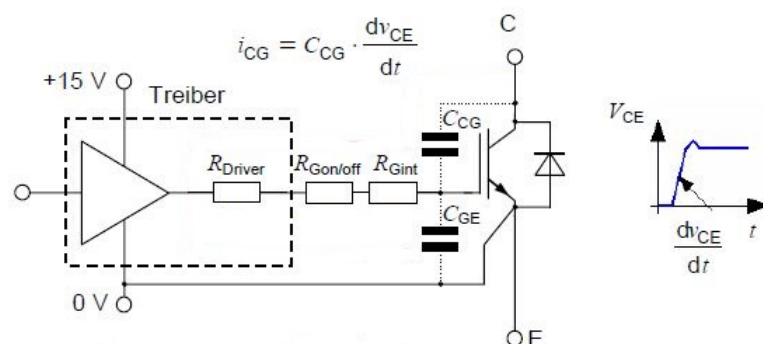 i_CG = C_CG · dv_CE/dt
C
+15 V
Treiber
V_CE
C_CG
R_Driver
R_Gon/off
R_Gint
C_GE
dv_CE/dt
t
0 V
E